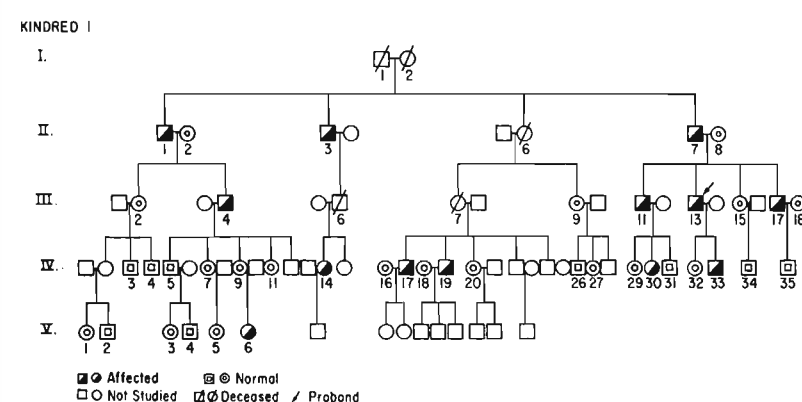 KINDRED I
I.
1 2
II.
1 2 3 6 7 8
III.
2 4 6 7 9 11 13 15 17 18
IV.
3 4 5 7 9 11 14 16 17 18 19 20 26 27 29 30 31 32 33 34 35
V.
1 2 3 4 5 6
Affected Normal
Not Studied Deceased Proband